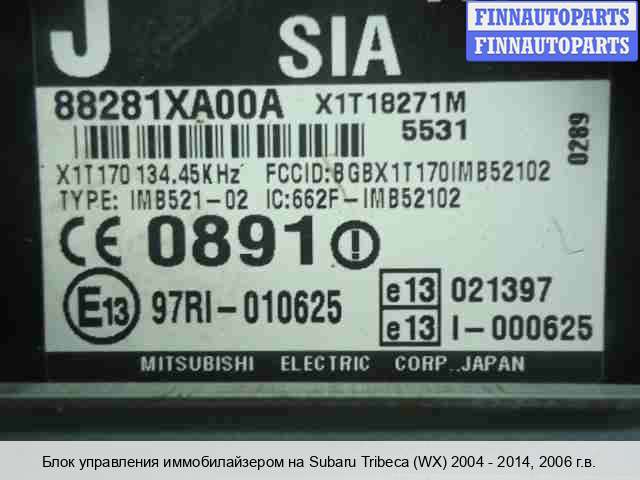 FINNAUTOPARTS
FINNAUTOPARTS
J SIA
88281XA00A X1T18271M
5531
0289
X1T170 134.45KHz FCCID:BGBX1T170IMB52102
TYPE: IMB521-02 IC:662F-IMB52102
CE 0891
E13 97RI-010625 e13 021397
e13 I-000625
MITSUBISHI ELECTRIC CORP., JAPAN
Блок управления иммобилайзером на Subaru Tribeca (WX) 2004 - 2014, 2006 г.в.